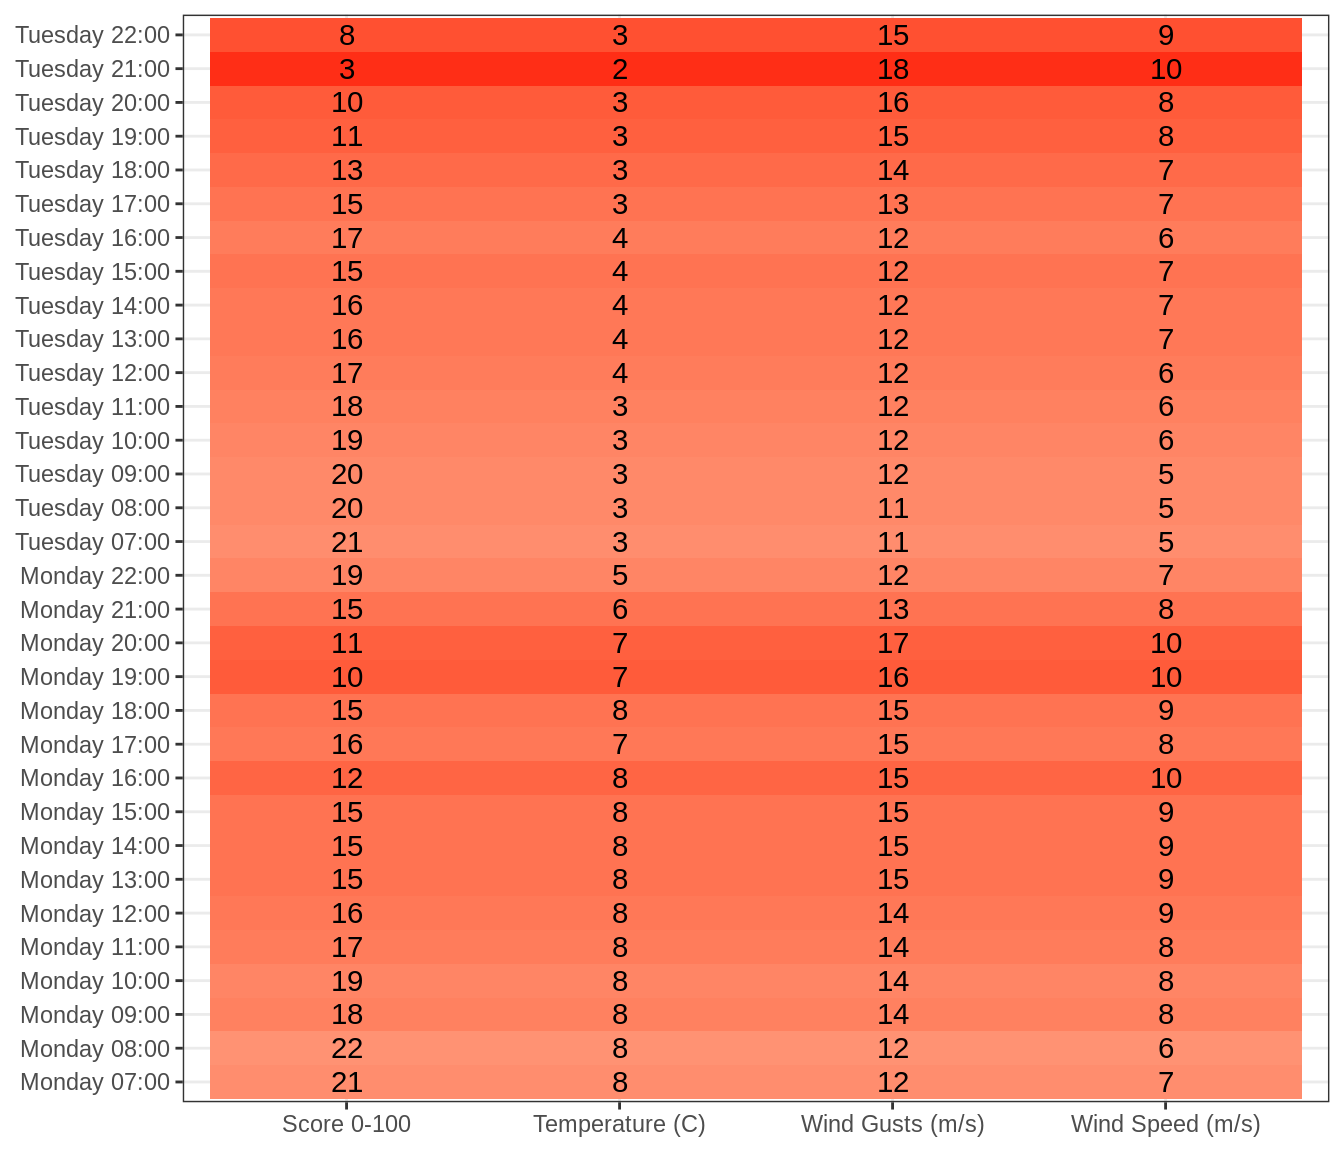 Tuesday 22:00 8 3 15 9
Tuesday 21:00 3 2 18 10
Tuesday 20:00 10 3 16 8
Tuesday 19:00 11 3 15 8
Tuesday 18:00 13 3 14 7
Tuesday 17:00 15 3 13 7
Tuesday 16:00 17 4 12 6
Tuesday 15:00 15 4 12 7
Tuesday 14:00 16 4 12 7
Tuesday 13:00 16 4 12 7
Tuesday 12:00 17 4 12 6
Tuesday 11:00 18 3 12 6
Tuesday 10:00 19 3 12 6
Tuesday 09:00 20 3 12 5
Tuesday 08:00 20 3 11 5
Tuesday 07:00 21 3 11 5
Monday 22:00 19 5 12 7
Monday 21:00 15 6 13 8
Monday 20:00 11 7 17 10
Monday 19:00 10 7 16 10
Monday 18:00 15 8 15 9
Monday 17:00 16 7 15 8
Monday 16:00 12 8 15 10
Monday 15:00 15 8 15 9
Monday 14:00 15 8 15 9
Monday 13:00 15 8 15 9
Monday 12:00 16 8 14 9
Monday 11:00 17 8 14 8
Monday 10:00 19 8 14 8
Monday 09:00 18 8 14 8
Monday 08:00 22 8 12 6
Monday 07:00 21 8 12 7
Score 0-100 Temperature (C) Wind Gusts (m/s) Wind Speed (m/s)